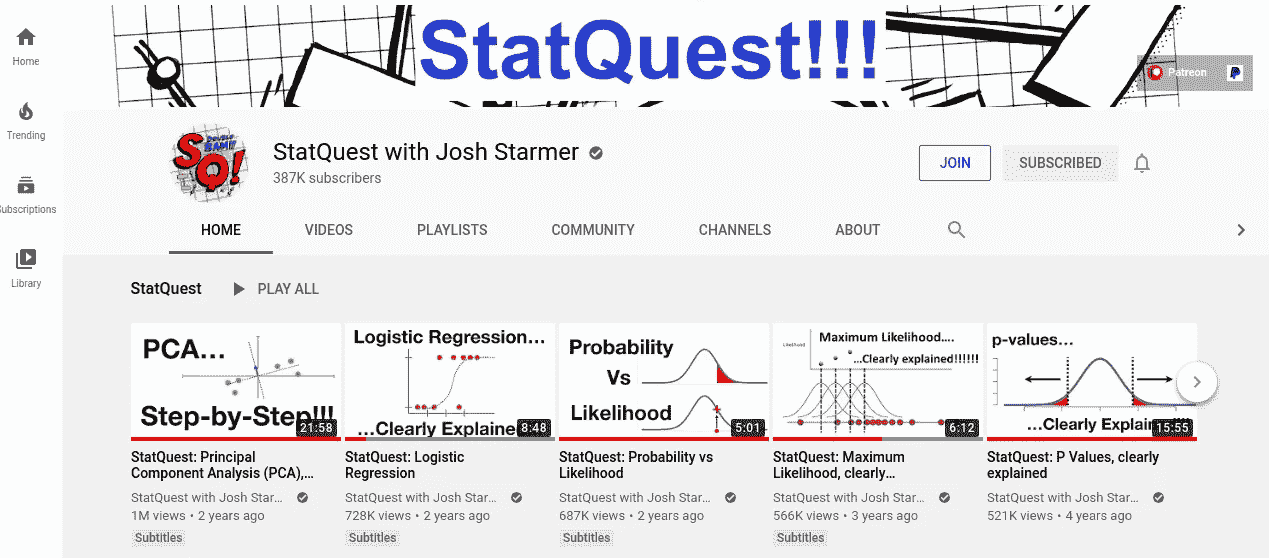 StatQuest!!!
Patreon
Home
Trending
Subscriptions
Library
SQ!
DOUBLE
BAM!!!
StatQuest with Josh Starmer
387K subscribers
JOIN
SUBSCRIBED
HOME
VIDEOS
PLAYLISTS
COMMUNITY
CHANNELS
ABOUT
StatQuest
PLAY ALL
PCA...
Step-by-Step!!!
21:58
StatQuest: Principal
Component Analysis (PCA),...
StatQuest with Josh Star...
1M views • 2 years ago
Subtitles
Logistic Regression...
...Clearly Explaine
8:48
StatQuest: Logistic
Regression
StatQuest with Josh Star...
728K views • 2 years ago
Subtitles
Probability
Vs
Likelihood
5:01
StatQuest: Probability vs
Likelihood
StatQuest with Josh Star...
687K views • 2 years ago
Subtitles
Maximum Likelihood....
Likelihood
...Clearly explained!!!!!!
6:12
StatQuest: Maximum
Likelihood, clearly...
StatQuest with Josh Star...
566K views • 3 years ago
Subtitles
p-values...
...Clearly Explain
15:55
StatQuest: P Values, clearly
explained
StatQuest with Josh Star...
521K views • 4 years ago